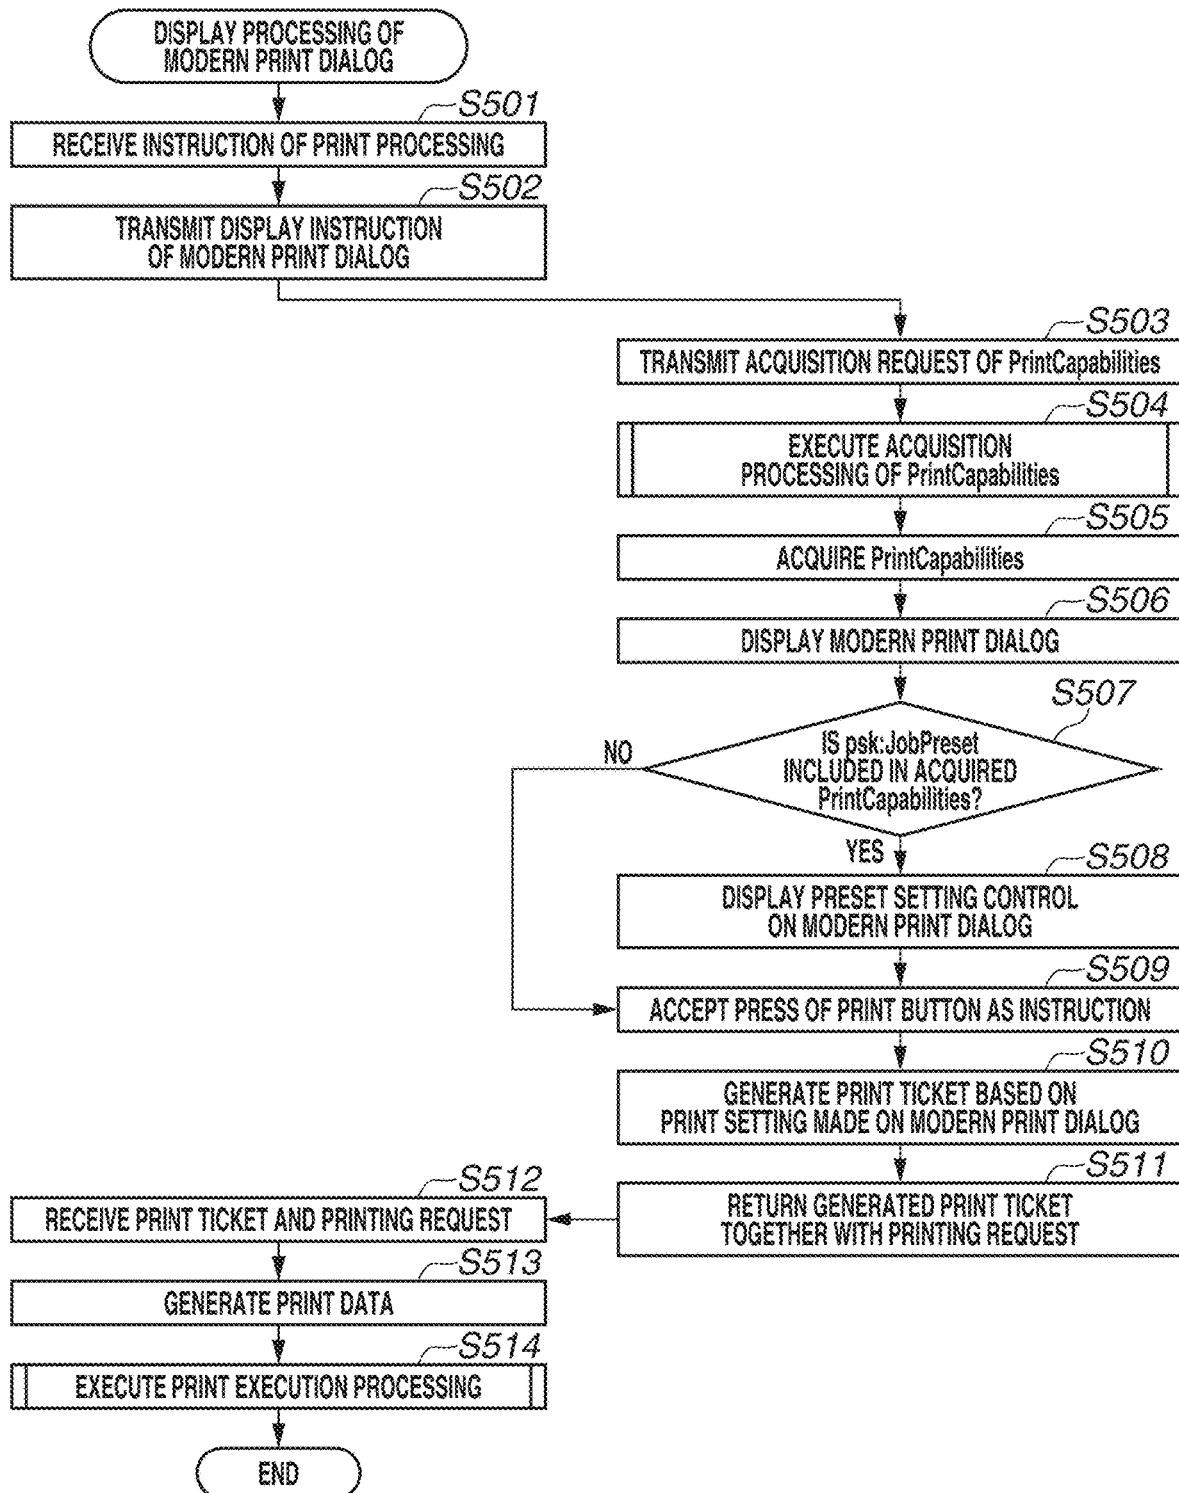 DISPLAY PROCESSING OF
MODERN PRINT DIALOG
S501
RECEIVE INSTRUCTION OF PRINT PROCESSING
S502
TRANSMIT DISPLAY INSTRUCTION
OF MODERN PRINT DIALOG
S503
TRANSMIT ACQUISITION REQUEST OF PrintCapabilities
S504
EXECUTE ACQUISITION
PROCESSING OF PrintCapabilities
S505
ACQUIRE PrintCapabilities
S506
DISPLAY MODERN PRINT DIALOG
S507
IS psk:JobPreset
INCLUDED IN ACQUIRED
PrintCapabilities?
NO
YES
S508
DISPLAY PRESET SETTING CONTROL
ON MODERN PRINT DIALOG
S509
ACCEPT PRESS OF PRINT BUTTON AS INSTRUCTION
S510
GENERATE PRINT TICKET BASED ON
PRINT SETTING MADE ON MODERN PRINT DIALOG
S511
RETURN GENERATED PRINT TICKET
TOGETHER WITH PRINTING REQUEST
S512
RECEIVE PRINT TICKET AND PRINTING REQUEST
S513
GENERATE PRINT DATA
S514
EXECUTE PRINT EXECUTION PROCESSING
END